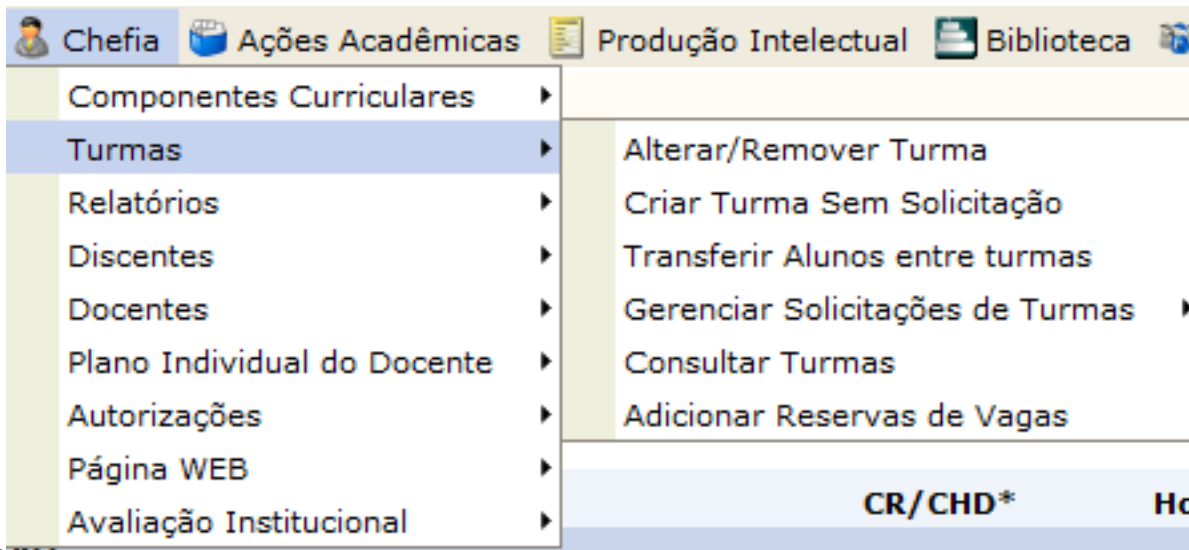 Chefia Ações Acadêmicas Produção Intelectual Biblioteca
Componentes Curriculares
Turmas
Relatórios
Discentes
Docentes
Plano Individual do Docente
Autorizações
Página WEB
Avaliação Institucional
Alterar/Remover Turma
Criar Turma Sem Solicitação
Transferir Alunos entre turmas
Gerenciar Solicitações de Turmas
Consultar Turmas
Adicionar Reservas de Vagas
CR/CHD*